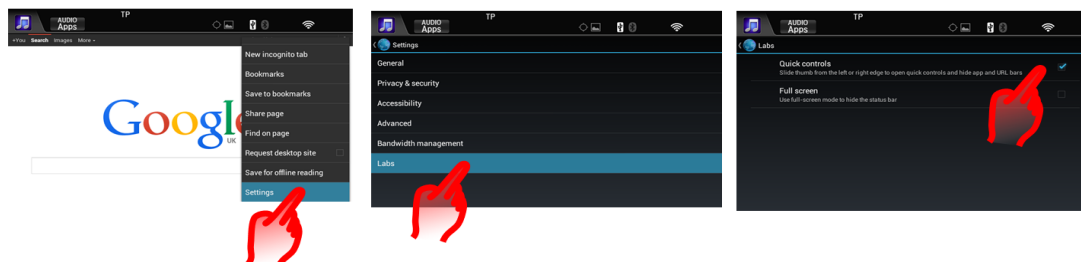 TP
AUDIO
Apps
+You Search Images More
New incognito tab
Bookmarks
Save to bookmarks
Share page
Find on page
Request desktop site
Save for offline reading
Settings
Google
UK
TP
AUDIO
Apps
Settings
General
Privacy & security
Accessibility
Advanced
Bandwidth management
Labs
TP
AUDIO
Apps
Labs
Quick controls
Slide thumb from the left or right edge to open quick controls and hide app and URL bars
Full screen
Use full-screen mode to hide the status bar